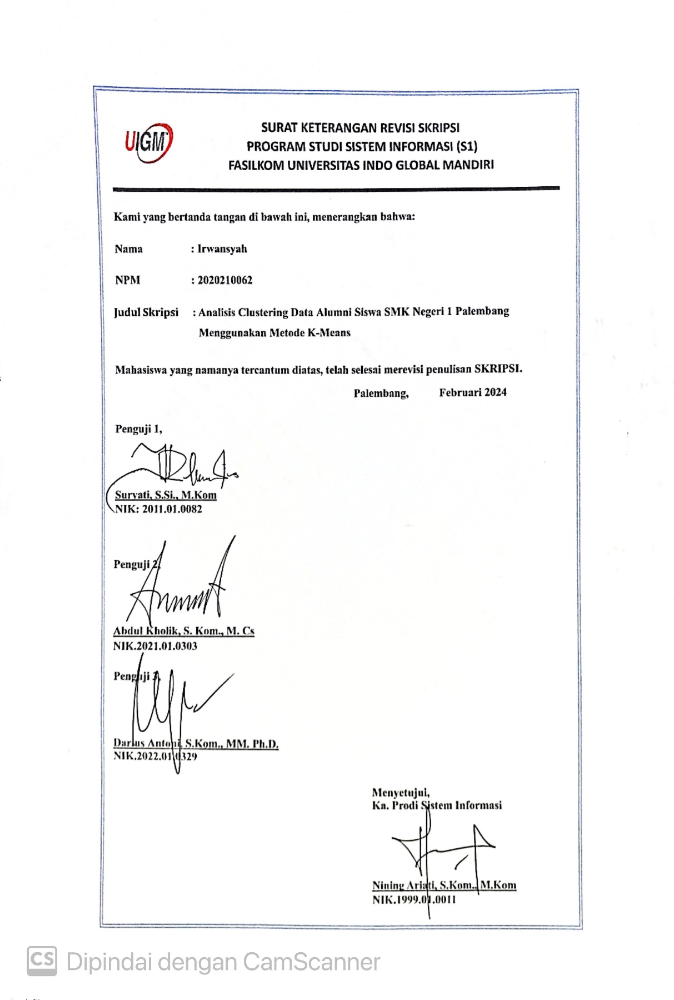 UIGM
SURAT KETERANGAN REVISI SKRIPSI
PROGRAM STUDI SISTEM INFORMASI (S1)
FASILKOM UNIVERSITAS INDO GLOBAL MANDIRI
Kami yang bertanda tangan di bawah ini, menerangkan bahwa:
Nama : Irwansyah
NPM : 2020210062
Judul Skripsi : Analisis Clustering Data Alumni Siswa SMK Negeri 1 Palembang
Menggunakan Metode K-Means
Mahasiswa yang namanya tercantum diatas, telah selesai merevisi penulisan SKRIPSI.
Palembang, Februari 2024
Penguji 1,
Suryati, S.Si., M.Kom
NIK: 2011.01.0082
Penguji 2,
Abdul Kholik, S. Kom., M. Cs
NIK.2021.01.0303
Penguji 3,
Darius Antoni, S.Kom., MM. Ph.D.
NIK.2022.01.0329
Menyetujui,
Ka. Prodi Sistem Informasi
Nining Ariati, S.Kom., M.Kom
NIK.1999.01.0011
CS Dipindai dengan CamScanner